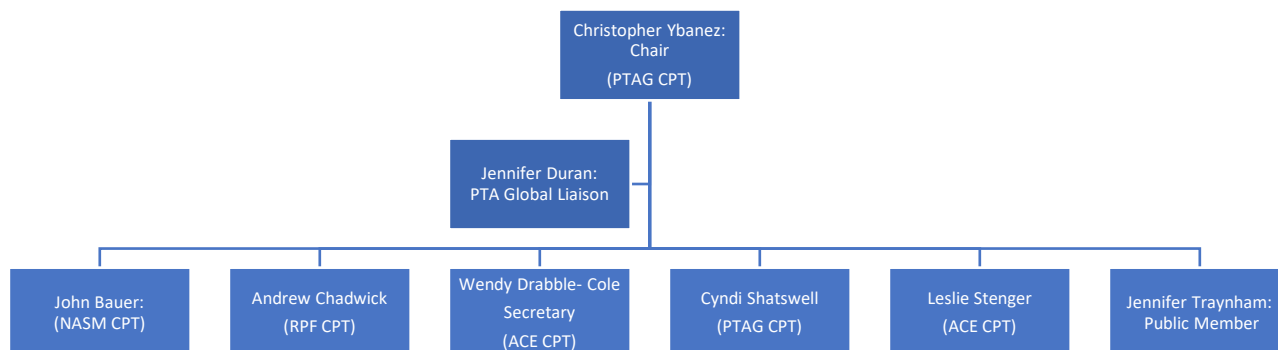 Christopher Ybanez:
Chair
(PTAG CPT)
Jennifer Duran:
PTA Global Liaison
John Bauer:
(NASM CPT)
Andrew Chadwick
(RPF CPT)
Wendy Drabble- Cole
Secretary
(ACE CPT)
Cyndi Shatswell
(PTAG CPT)
Leslie Stenger
(ACE CPT)
Jennifer Traynham:
Public Member